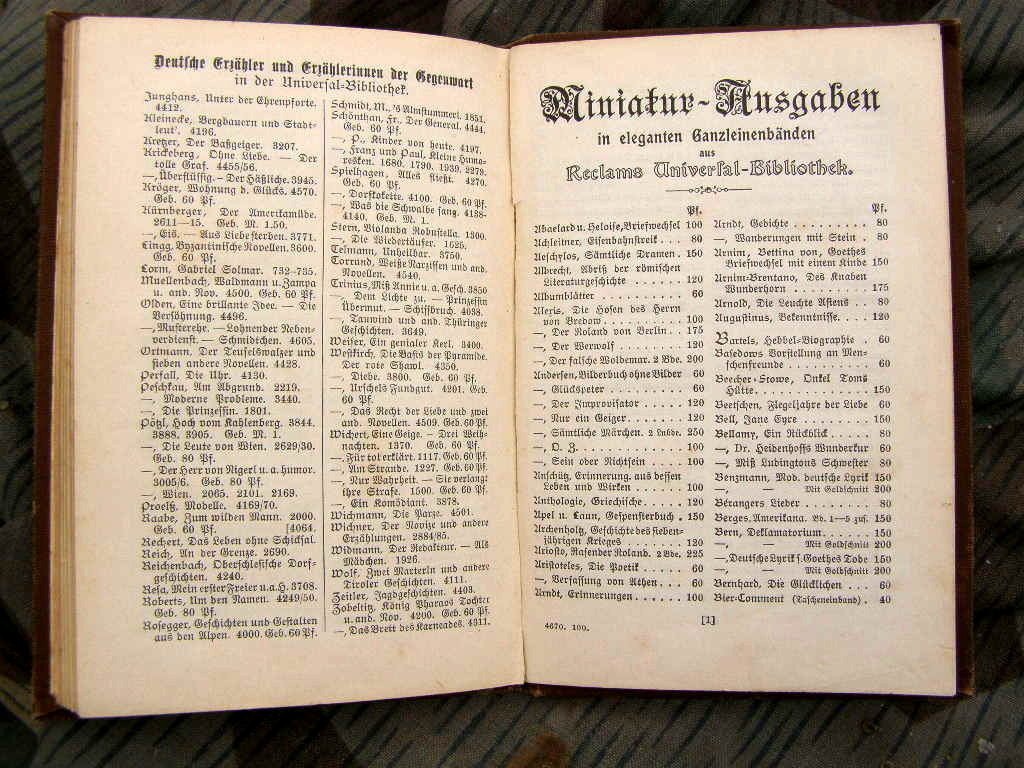 Deutsche Erzähler und Erzählerinnen der Gegenwart
in der Universal-Bibliothek.
Junghans, Unter der Ehrenpforte.
4412.
Kleinecke, Bergbauern und Stadt-
leut'. 4196.
Kretzer, Der Baßgeiger. 3207.
Krickeberg, Ohne Liebe. — Der
tolle Graf. 4455/56.
—, Überflüssig. — Der Häßliche. 3945.
Kröger, Wohnung d. Glücks. 4570.
Geb. 60 Pf.
Kürnberger, Der Amerikamüde.
2611—15. Geb. M. 1.50.
—, Eis. — Aus Liebe sterben. 3771.
Lingg, Byzantinische Novellen. 3600.
Geb. 60 Pf.
Lorm, Gabriel Solmar. 732—735.
Muellenbach, Waldmann u. Zampa
u. and. Nov. 4500. Geb. 60 Pf.
Olden, Eine brillante Idee. — Die
Versöhnung. 4496.
—, Musterehe. — Lohnender Neben-
verdienst. — Schmidtchen. 4605.
Ortmann, Der Teufelswalzer und
sieben andere Novellen. 4428.
Perfall, Die Uhr. 4130.
Peschkau, Am Abgrund. 2219.
—, Moderne Probleme. 3440.
—, Die Prinzessin. 1801.
Pötzl, Hoch vom Kahlenberg. 3844.
3888. 3905. Geb. M. 1.
—, Die Leute von Wien. 2629/30.
Geb. 80 Pf.
—, Der Herr von Nigerl u. a. humor.
3005/6. Geb. 80 Pf.
—, Wien. 2065. 2101. 2169.
Proelß, Modelle. 4169/70.
Raabe, Zum wilden Mann. 2000.
Geb. 60 Pf. [4064.
Rechert, Das Leben ohne Schicksal.
Reich, An der Grenze. 2690.
Reichenbach, Oberschlesische Dorf-
geschichten. 4240.
Resa, Mein erster Freier u. a. H. 3708.
Roberts, Um den Namen. 4249/50.
Geb. 80 Pf.
Rosegger, Geschichten und Gestalten
aus den Alpen. 4000. Geb. 60 Pf.
Schmidt, M., 's Almstummerl. 1851.
Schönthan, Fr., Der General. 4444.
Geb. 60 Pf.
—, P., Kinder von heute. 4197.
—, Franz und Paul, Kleine Humo-
resken. 1680. 1790. 1939. 2279.
Spielhagen, Alles fließt. 4270.
Geb. 60 Pf.
—, Dorfkokette. 4100. Geb. 60 Pf.
—, Was die Schwalbe sang. 4138-
4140. Geb. M. 1.
Stern, Violanda Robustella. 1300.
—, Die Wiedertäufer. 1625.
Telmann, Unheilbar. 3750.
Torrund, Weiße Narzissen und and.
Novellen. 4540.
Trinius, Miß Annie u. a. Gesch. 3850
—, Dem Lichte zu. — Prinzessin
Übermut. — Schiffbruch. 4038.
—, Tauwind und and. Thüringer
Geschichten. 3649.
Weiser, Ein genialer Kerl. 3400.
Westkirch, Die Basis der Pyramide.
Der rote Shawl. 4350.
—, Diebe. 3800. Geb. 60 Pf.
—, Urschels Fundgut. 4201. Geb.
60 Pf.
—, Das Recht der Liebe und zwei
and. Novellen. 4509. Geb. 60 Pf.
Wichert, Eine Geige. – Drei Weih-
nachten. 1370. Geb. 60 Pf.
—, Für tot erklärt. 1117. Geb. 60 Pf.
—, Am Strande. 1227. Geb. 60 Pf.
—, Nur Wahrheit. — Sie verlangt
ihre Strafe. 1500. Geb. 60 Pf.
—, Ein Komödiant. 3878.
Wichmann, Die Parze. 4501.
Wichner, Der Novize und andere
Erzählungen. 2884/85.
Widmann, Der Redakteur. — Als
Mädchen. 1926.
Wolf, Zwei Marterln und andere
Tiroler Geschichten. 4111.
Zeitler, Jagdgeschichten. 4403.
Zobeltitz, König Pharaos Tochter
u. and. Nov. 4200. Geb. 60 Pf.
—, Das Brett des Karneades. 4311.
Miniatur-Ausgaben
in eleganten Ganzleinenbänden
aus
Reclams Universal-Bibliothek.
Pf.
Abaelard u. Heloise, Briefwechsel 100
Achleitner, Eisenbahnstreik . . . 80
Aeschylos, Sämtliche Dramen . 150
Albrecht, Abriß der römischen
Literaturgeschichte . . . . . 120
Albumblätter . . . . . . . . . 60
Alexis, Die Hosen des Herrn
von Bredow . . . . . . . . . 100
—, Der Roland von Berlin . . 175
—, Der Werwolf . . . . . . . 120
—, Der falsche Woldemar. 2 Bde. 200
Andersen, Bilderbuch ohne Bilder 60
—, Glückspeter . . . . . . . . 60
—, Der Improvisator . . . . . 120
—, Nur ein Geiger . . . . . . 120
—, Sämtliche Märchen. 2 Bde. 250
—, O. Z. . . . . . . . . . . . 100
—, Sein oder Nichtsein . . . . 100
Anschütz, Erinnerung. aus dessen
Leben und Wirken . . . . . 100
Anthologie, Griechische . . . . 120
Apel u. Laun, Gespensterbuch . 150
Archenholtz, Geschichte des sieben-
jährigen Krieges . . . . . . . 120
Ariosto, Rasender Roland. 2 Bde. 225
Aristoteles, Die Poetik . . . . 60
—, Verfassung von Athen . . . 60
Arndt, Erinnerungen . . . . . 100
Pf.
Arndt, Gedichte . . . . . . . . . 80
—, Wanderungen mit Stein . 80
Arnim, Bettina von, Goethes
Briefwechsel mit einem Kinde 150
Arnim-Brentano, Des Knaben
Wunderhorn . . . . . . . . 175
Arnold, Die Leuchte Asiens . . 80
Augustinus, Bekenntnisse . . . . 120
Bartels, Hebbel-Biographie . 60
Basedows Vorstellung an Men-
schenfreunde . . . . . . . . . 60
Beecher-Stowe, Onkel Toms
Hütte . . . . . . . . . . . . . 150
Beetschen, Flegeljahre der Liebe 60
Bell, Jane Eyre . . . . . . . . 150
Bellamy, Ein Rückblick . . . . 80
—, Dr. Heidenhoffs Wunderkur 60
—, Miß Ludingtons Schwester 80
Benzmann, Mod. deutsche Lyrik 150
—, — Mit Goldschnitt 200
Bérangers Lieder . . . . . . . 80
Berges, Amerikana. Bd. 1—5 zus. 150
Bern, Deklamatorium . . . . . . 150
—, — Mit Goldschnitt 200
—, Deutsche Lyrik s. Goethes Tode 150
—, — Mit Goldschnitt 200
Bernhard, Die Glücklichen . . 60
Bier-Comment (Tascheneinband) . 40
[1]
4670. 100.